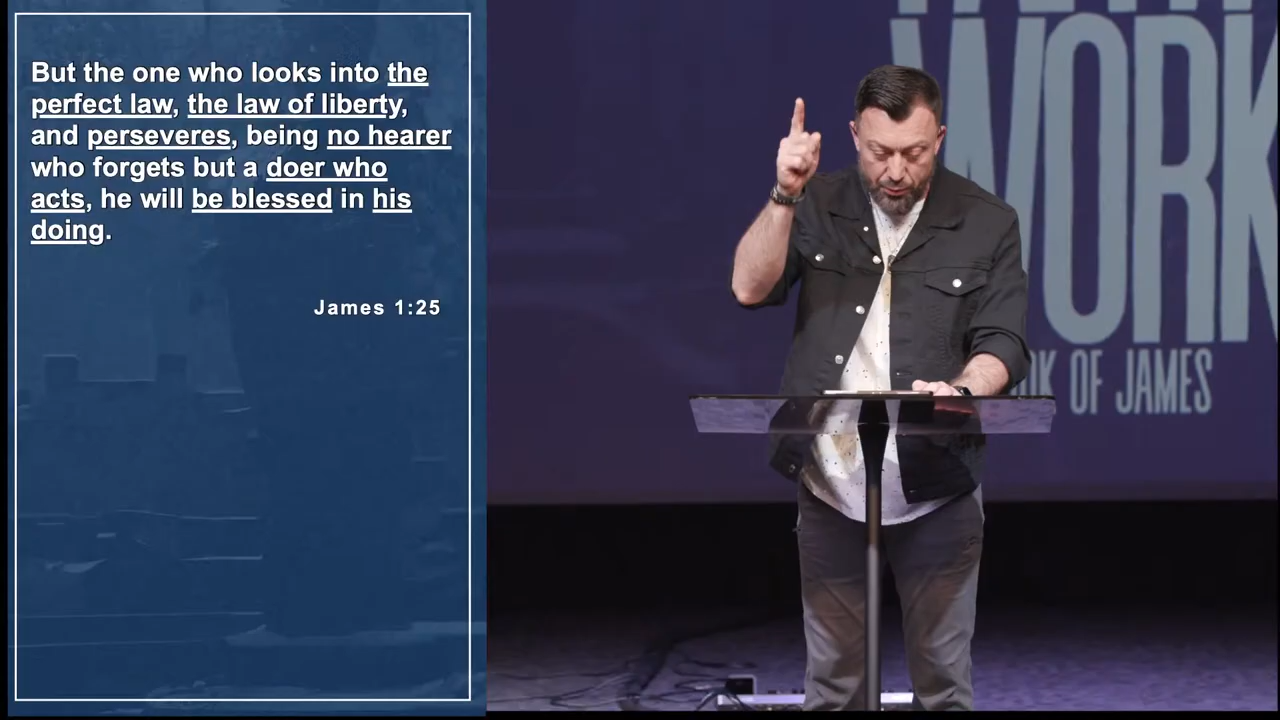 But the one who looks into the
perfect law, the law of liberty,
and perseveres, being no hearer
who forgets but a doer who
acts, he will be blessed in his
doing.
James 1:25
WORK
OF JAMES